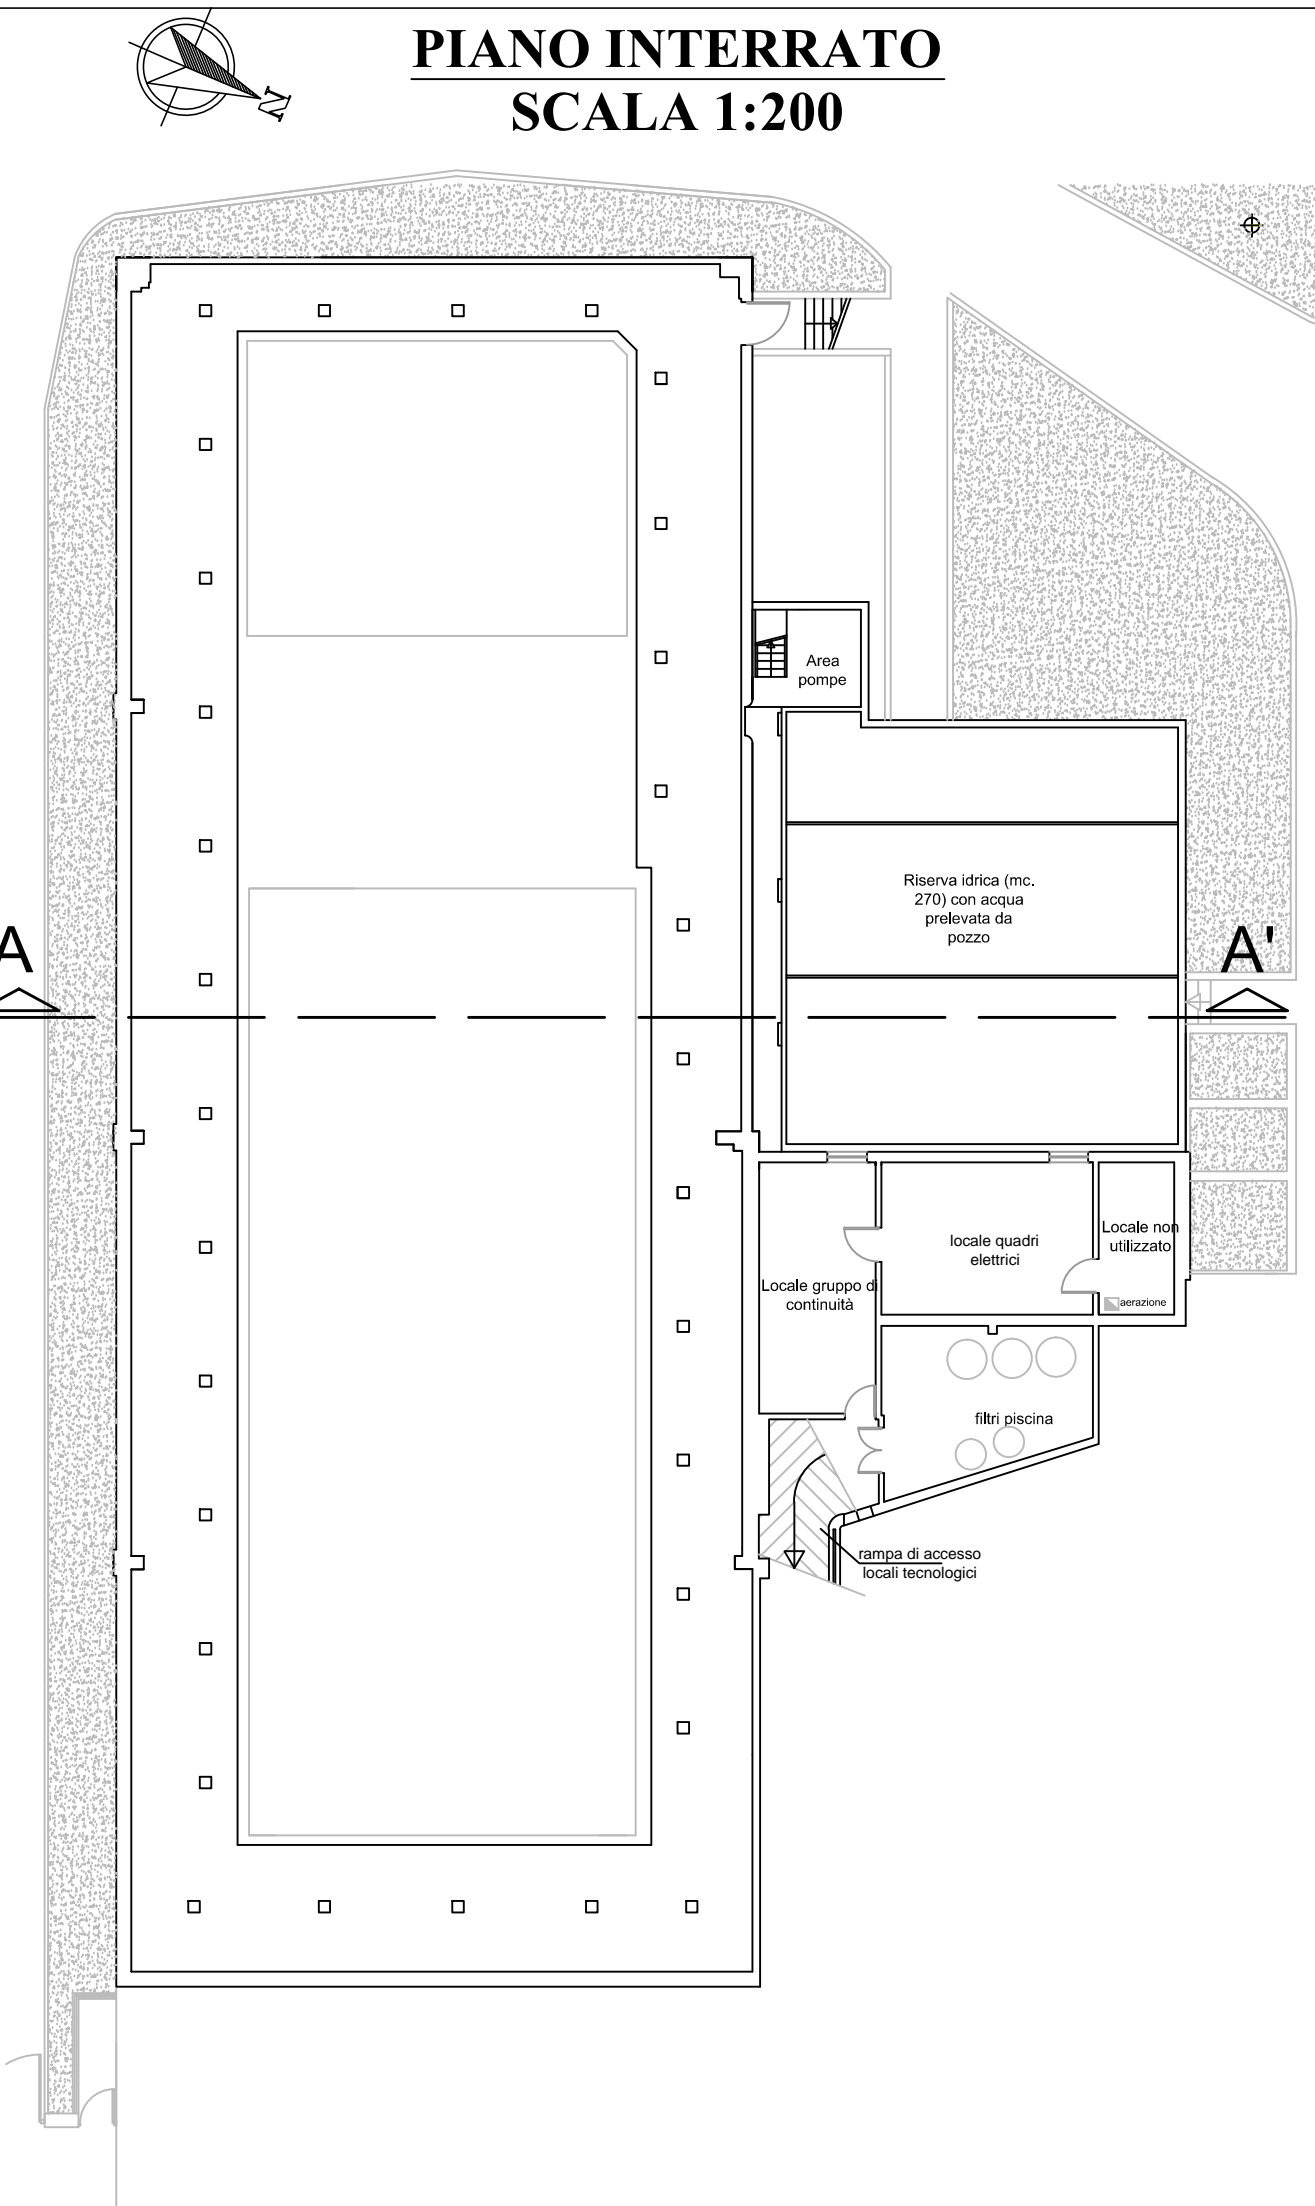 PIANO INTERRATO
SCALA 1:200
N
Area
pompe
Riserva idrica (mc.
270) con acqua
prelevata da
pozzo
A
A'
Locale non
utilizzato
locale quadri
elettrici
Locale gruppo di
continuità
aerazione
filtri piscina
rampa di accesso
locali tecnologici